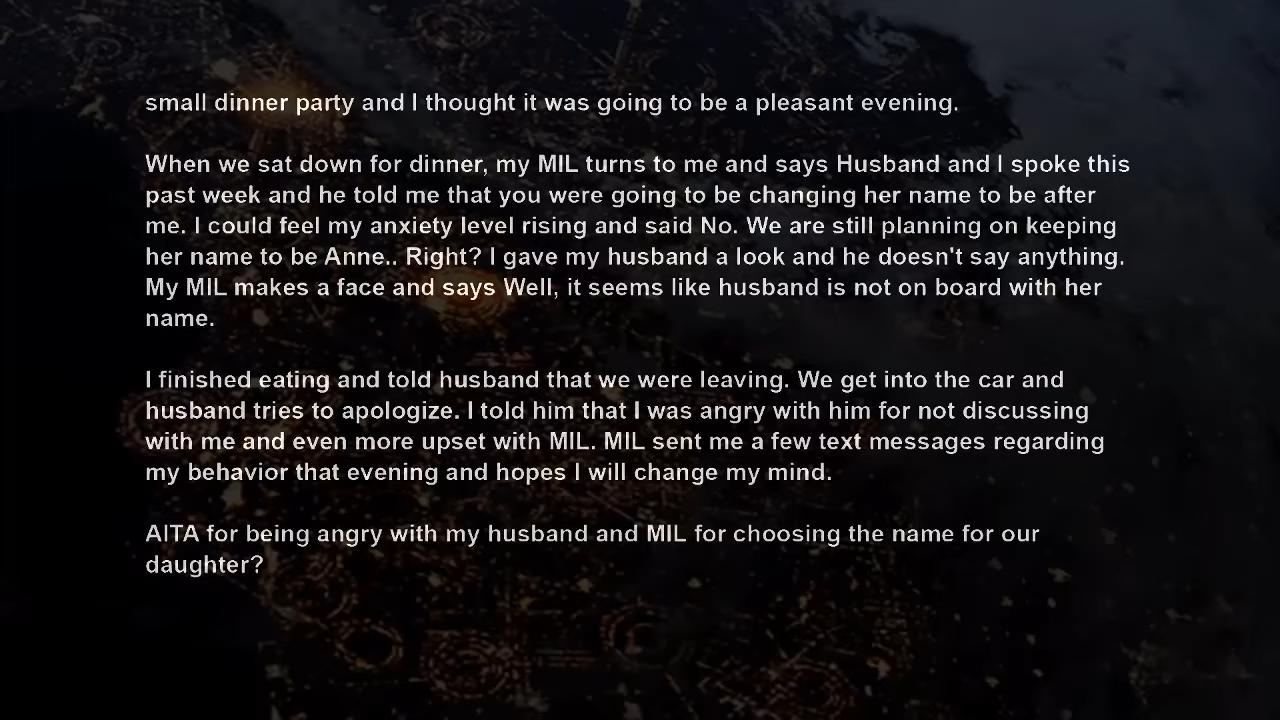 small dinner party and I thought it was going to be a pleasant evening.
When we sat down for dinner, my MIL turns to me and says Husband and I spoke this
past week and he told me that you were going to be changing her name to be after
me. I could feel my anxiety level rising and said No. We are still planning on keeping
her name to be Anne.. Right? I gave my husband a look and he doesn't say anything.
My MIL makes a face and says Well, it seems like husband is not on board with her
name.
I finished eating and told husband that we were leaving. We get into the car and
husband tries to apologize. I told him that I was angry with him for not discussing
with me and even more upset with MIL. MIL sent me a few text messages regarding
my behavior that evening and hopes I will change my mind.
AITA for being angry with my husband and MIL for choosing the name for our
daughter?